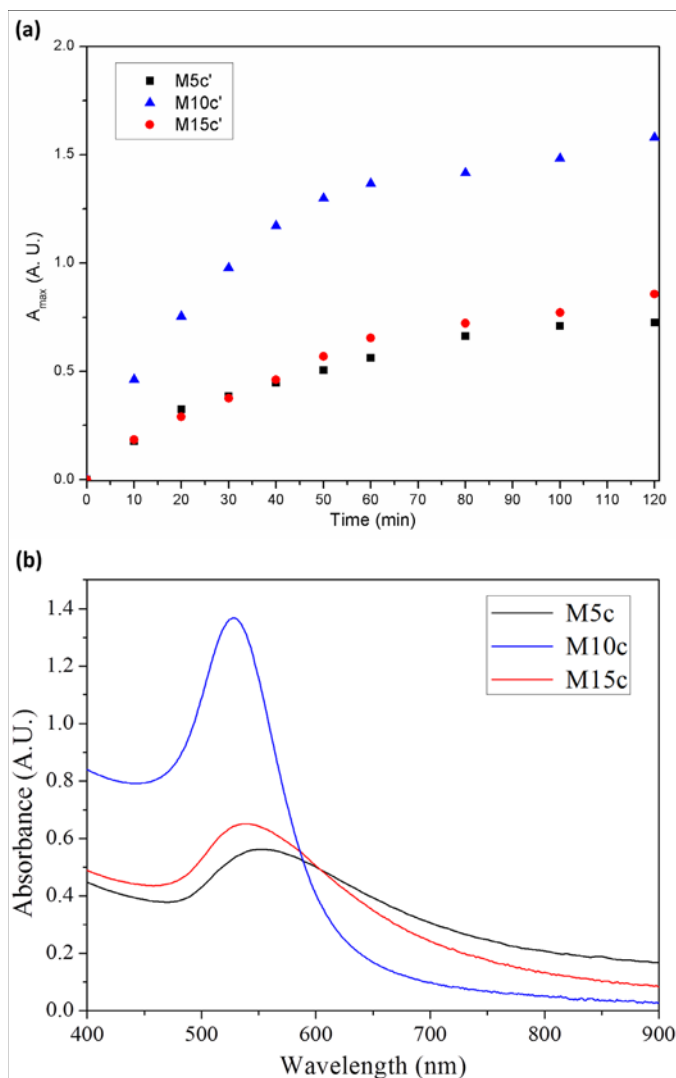 (a)
2.0
1.5
1.0
0.5
0.0
A_max (A. U.)
M5c'
M10c'
M15c'
0 10 20 30 40 50 60 70 80 90 100 110 120
Time (min)
(b)
1.4
1.2
1.0
0.8
0.6
0.4
0.2
0.0
Absorbance (A.U.)
M5c
M10c
M15c
400 500 600 700 800 900
Wavelength (nm)